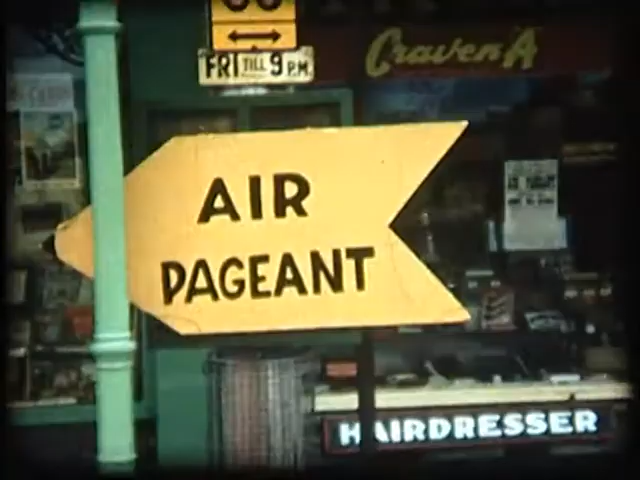 FRI TILL 9 P.M.
Craven "A"
AIR
PAGEANT
HAIRDRESSER